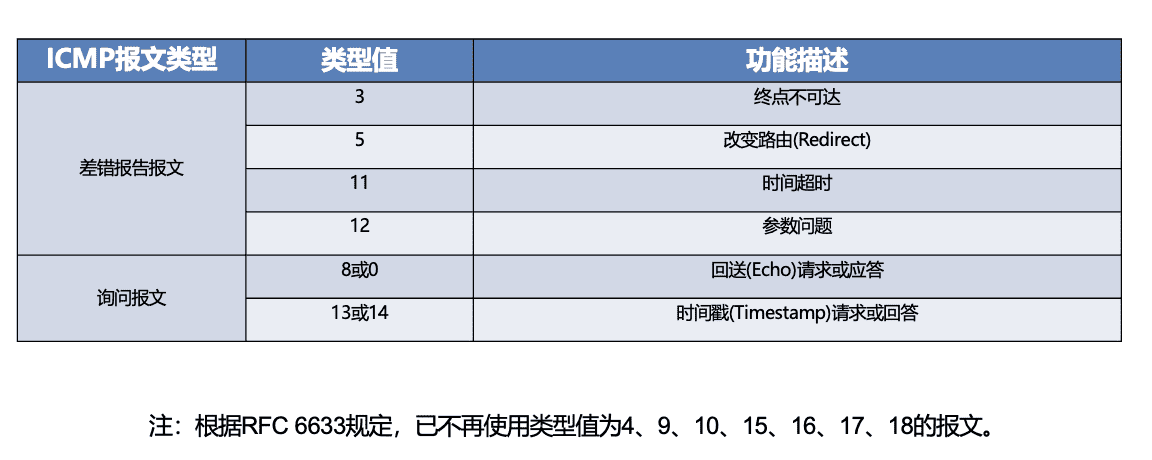 ICMP报文类型 类型值 功能描述
3 终点不可达
5 改变路由(Redirect)
差错报告报文
11 时间超时
12 参数问题
8或0 回送(Echo)请求或应答
询问报文
13或14 时间戳(Timestamp)请求或回答
注：根据RFC 6633规定，已不再使用类型值为4、9、10、15、16、17、18的报文。